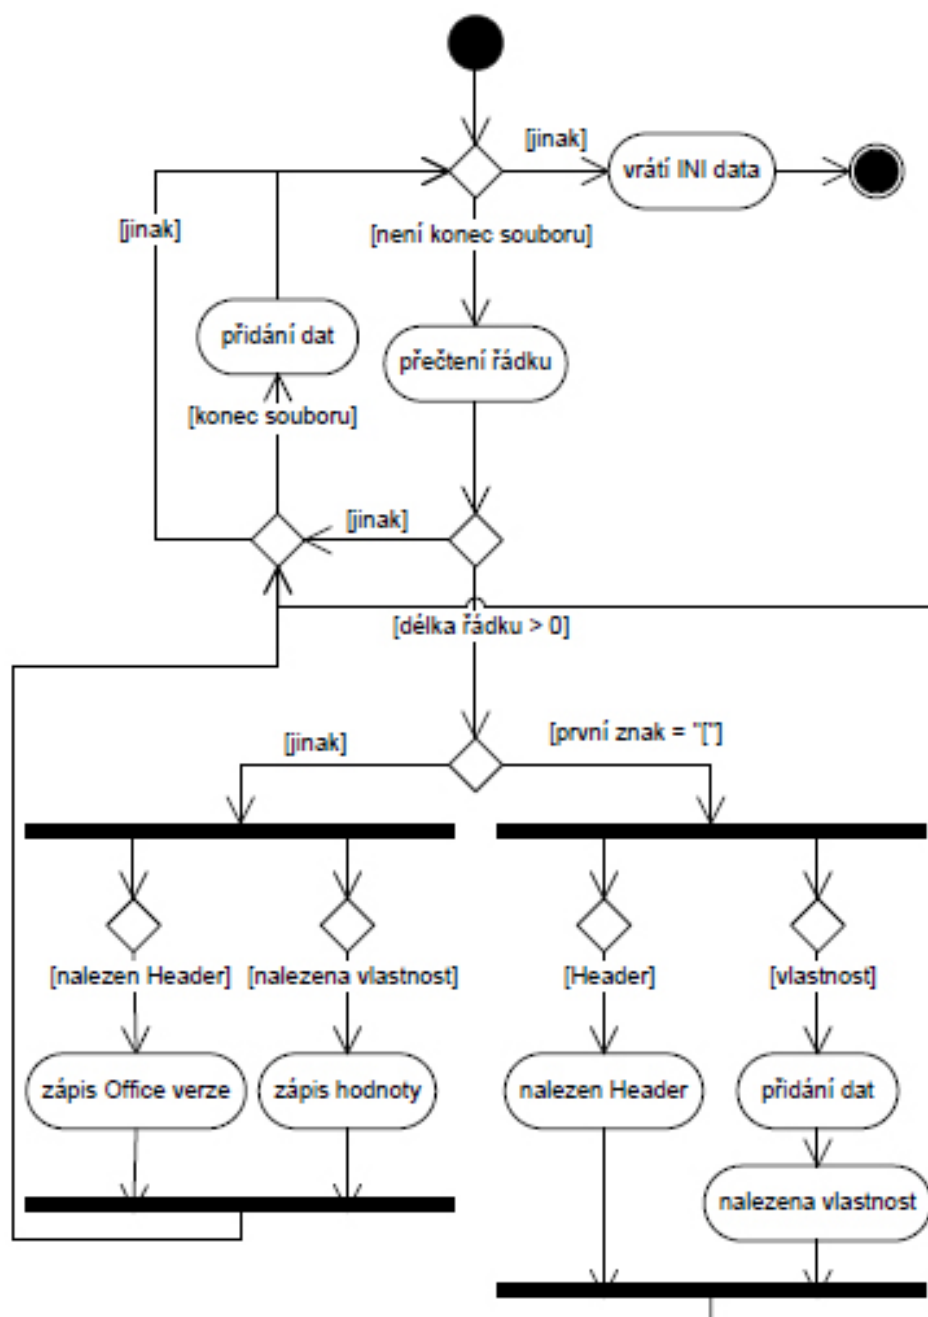 [jinak]
vrátí INI data
[jinak]
[není konec souboru]
přidání dat
přečtení řádku
[konec souboru]
[jinak]
[délka řádku > 0]
[jinak]
[první znak = "["]
[nalezen Header]
[nalezena vlastnost]
[Header]
[vlastnost]
zápis Office verze
zápis hodnoty
nalezen Header
přidání dat
nalezena vlastnost